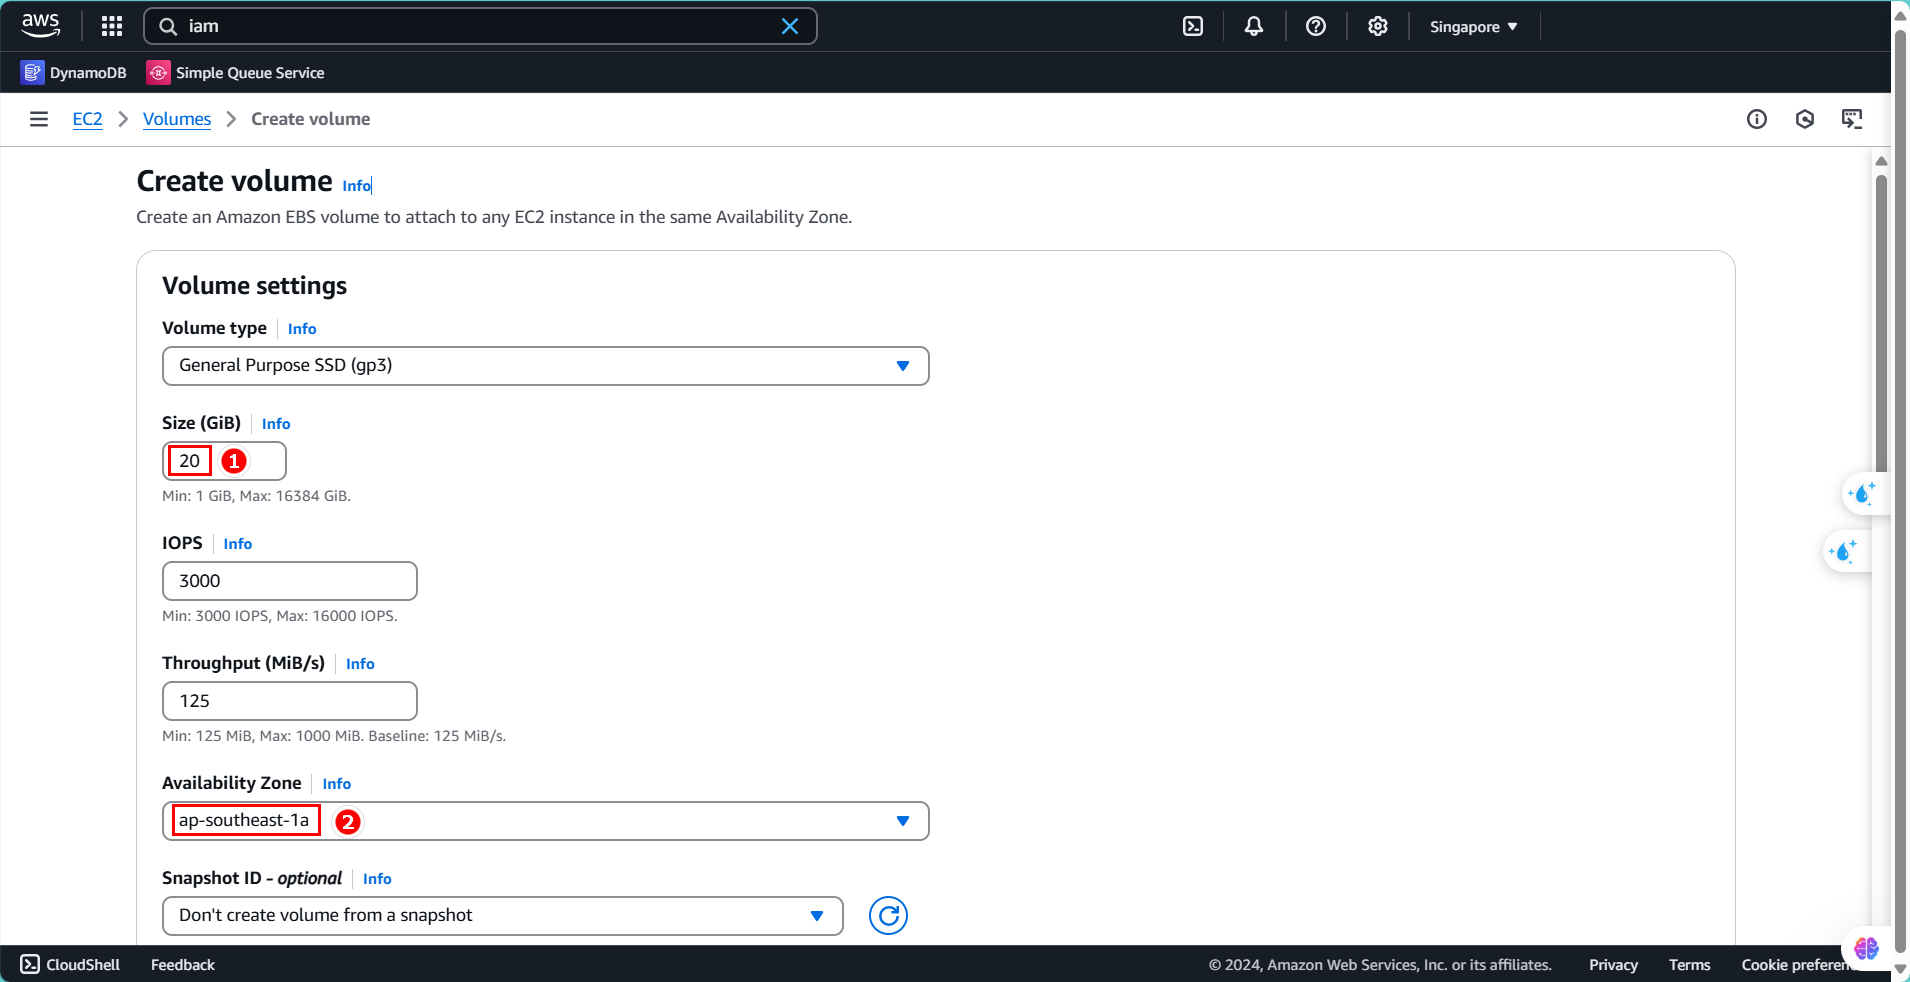 aws
iam
Singapore
DynamoDB
Simple Queue Service
EC2
Volumes
Create volume
Create volume Info
Create an Amazon EBS volume to attach to any EC2 instance in the same Availability Zone.
Volume settings
Volume type Info
General Purpose SSD (gp3)
Size (GiB) Info
20 1
Min: 1 GiB, Max: 16384 GiB.
IOPS Info
3000
Min: 3000 IOPS, Max: 16000 IOPS.
Throughput (MiB/s) Info
125
Min: 125 MiB, Max: 1000 MiB. Baseline: 125 MiB/s.
Availability Zone Info
ap-southeast-1a 2
Snapshot ID - optional Info
Don't create volume from a snapshot
CloudShell Feedback © 2024, Amazon Web Services, Inc. or its affiliates. Privacy Terms Cookie